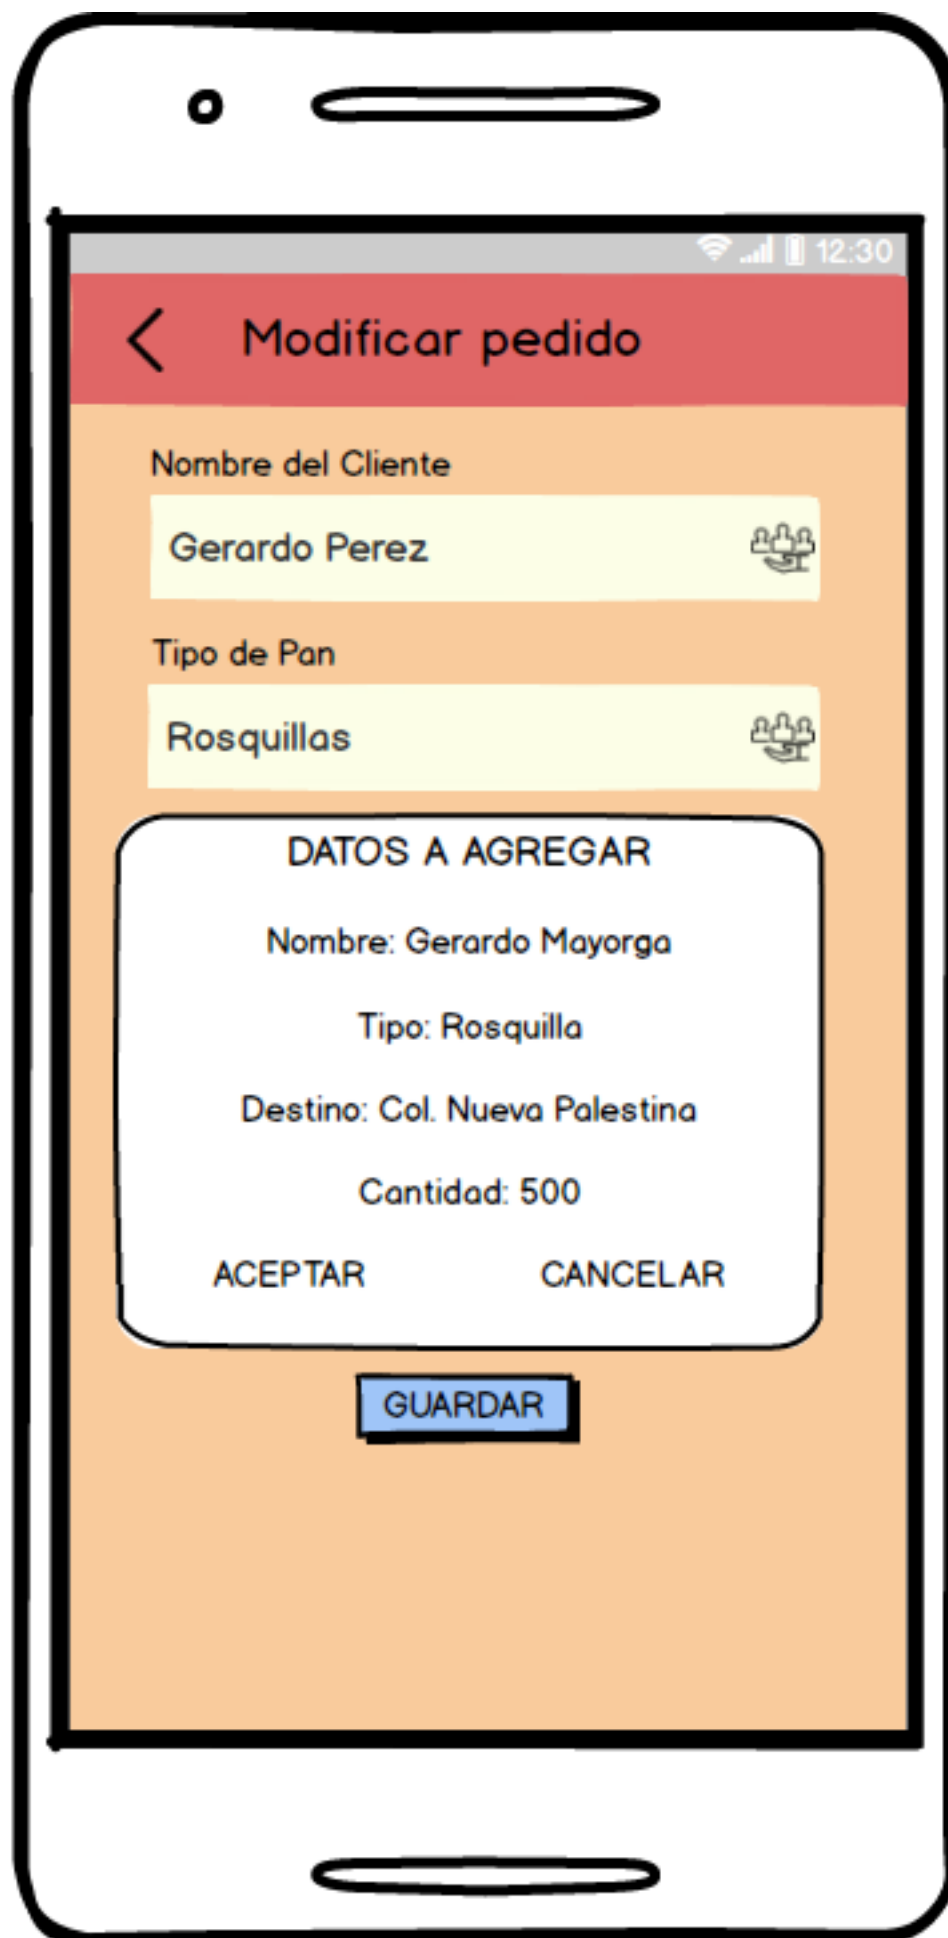 12:30
Modificar pedido
Nombre del Cliente
Gerardo Perez
Tipo de Pan
Rosquillas
DATOS A AGREGAR
Nombre: Gerardo Mayorga
Tipo: Rosquilla
Destino: Col. Nueva Palestina
Cantidad: 500
ACEPTAR CANCELAR
GUARDAR